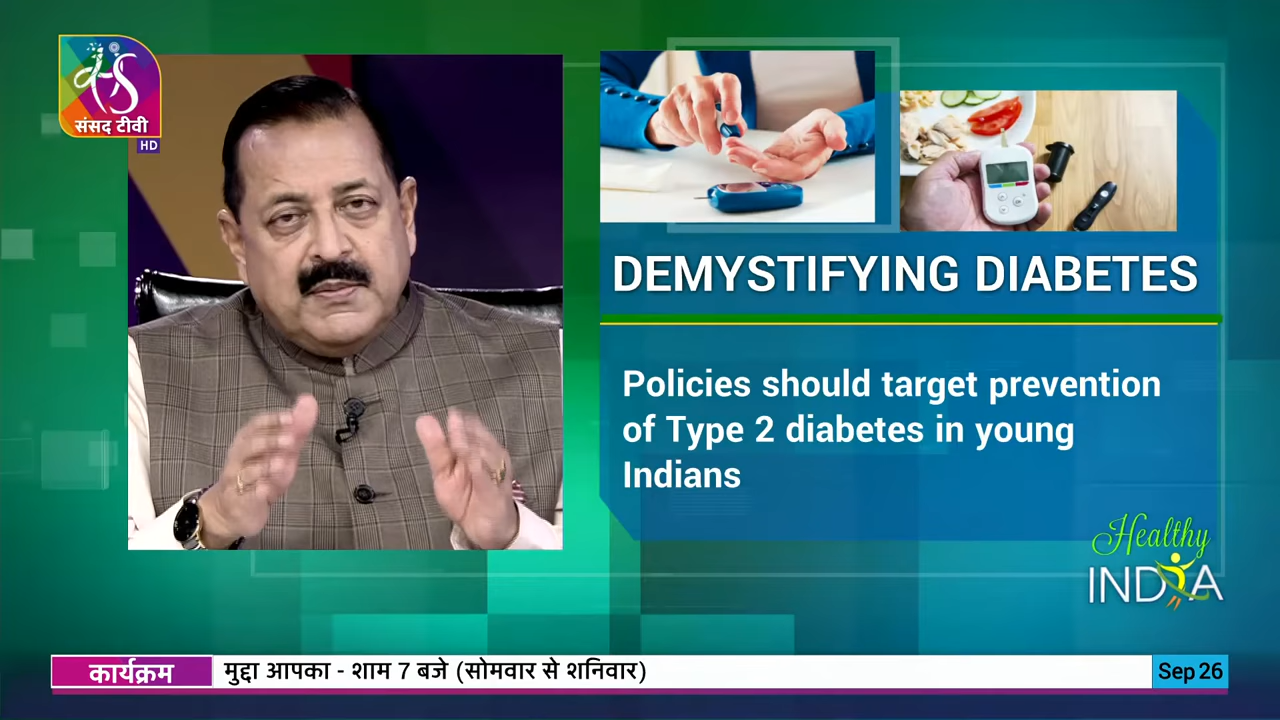 संसद टीवी
HD
DEMYSTIFYING DIABETES
Policies should target prevention
of Type 2 diabetes in young
Indians
Healthy
INDIA
कार्यक्रम
मुद्दा आपका - शाम 7 बजे (सोमवार से शनिवार)
Sep 26